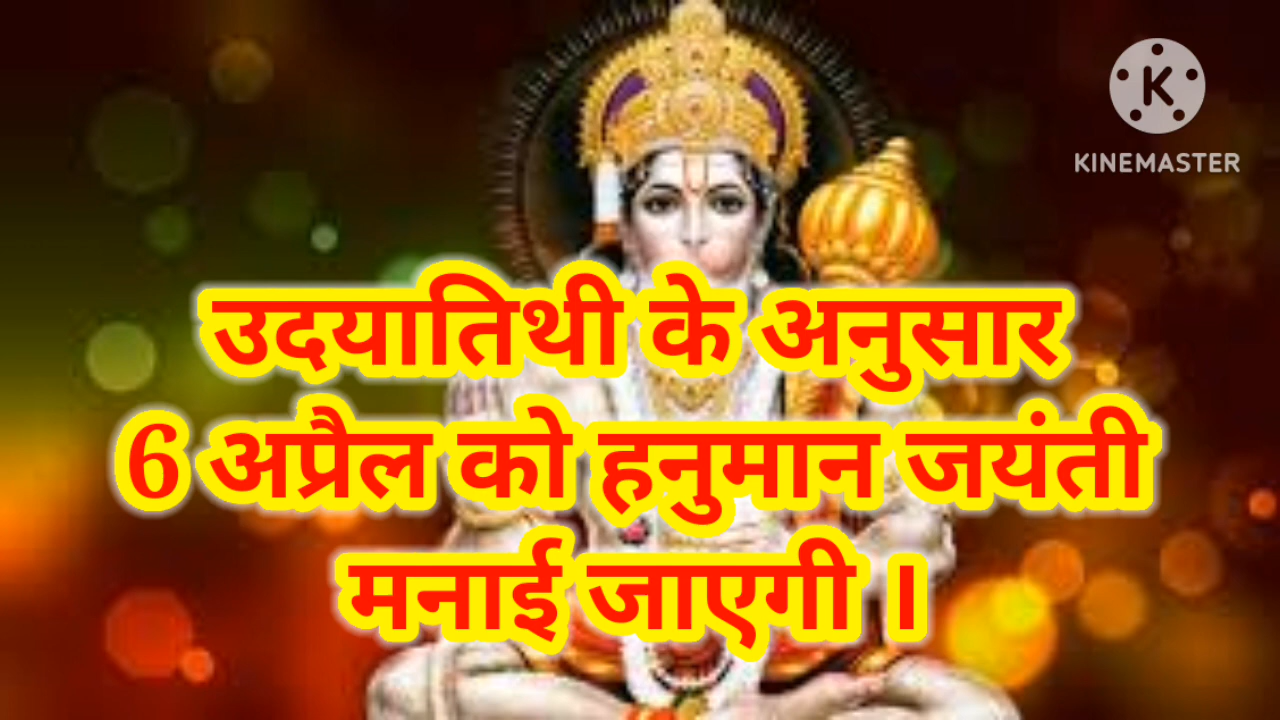 KINEMASTER
उदयातिथी के अनुसार
6 अप्रैल को हनुमान जयंती
मनाई जाएगी ।